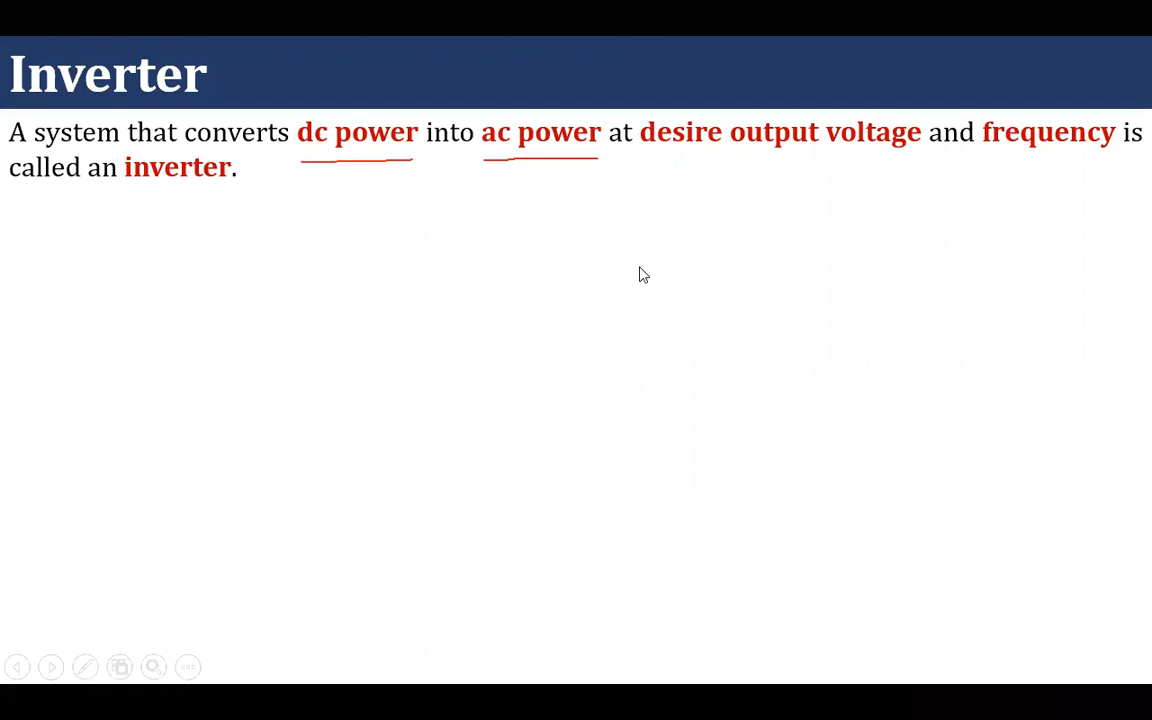 Inverter
A system that converts dc power into ac power at desire output voltage and frequency is
called an inverter.